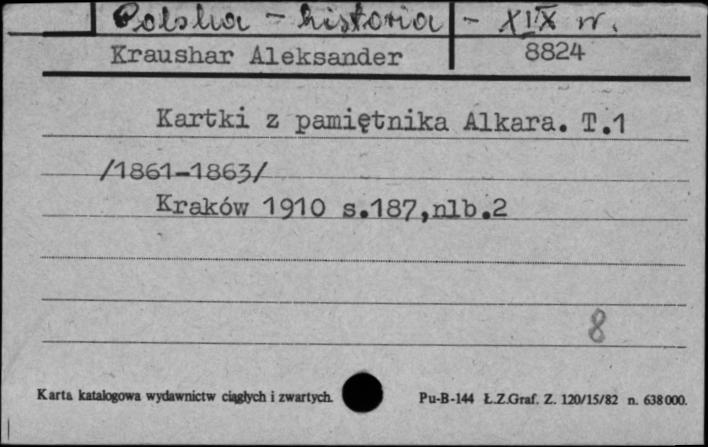 Polska - historia - XIX w.
Kraushar Aleksander 8824
Kartki z pamiętnika Alkara. T.1
/1861-1863/
Kraków 1910 s.187,nlb.2
8
Karta katalogowa wydawnictw ciągłych i zwartych. Pu-B-144 Ł.Z.Graf. Z. 120/15/82 n. 638000.